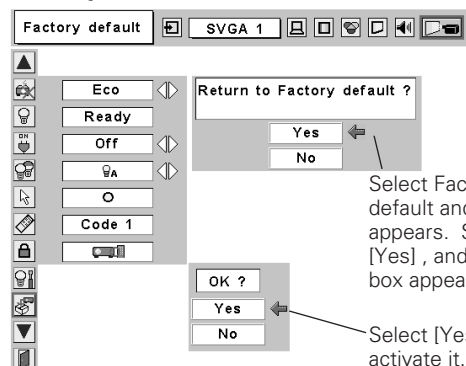 Factory default
SVGA 1
Eco
Ready
ON
Off
A
Code 1
Return to Factory default ?
Yes
No
Select Fac
default and
appears. S
[Yes] , and
box appea
OK ?
Yes
No
Select [Yes
activate it.